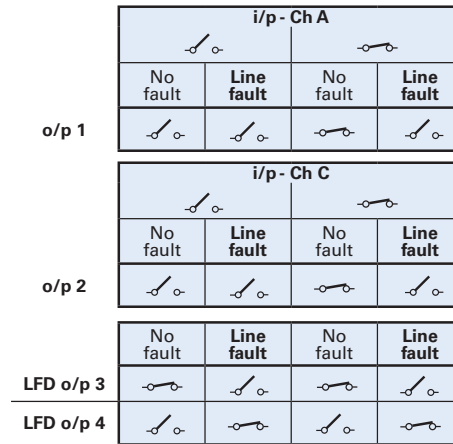 i/p - Ch A
No fault Line fault No fault Line fault
o/p 1
i/p - Ch C
No fault Line fault No fault Line fault
o/p 2
No fault Line fault No fault Line fault
LFD o/p 3
LFD o/p 4